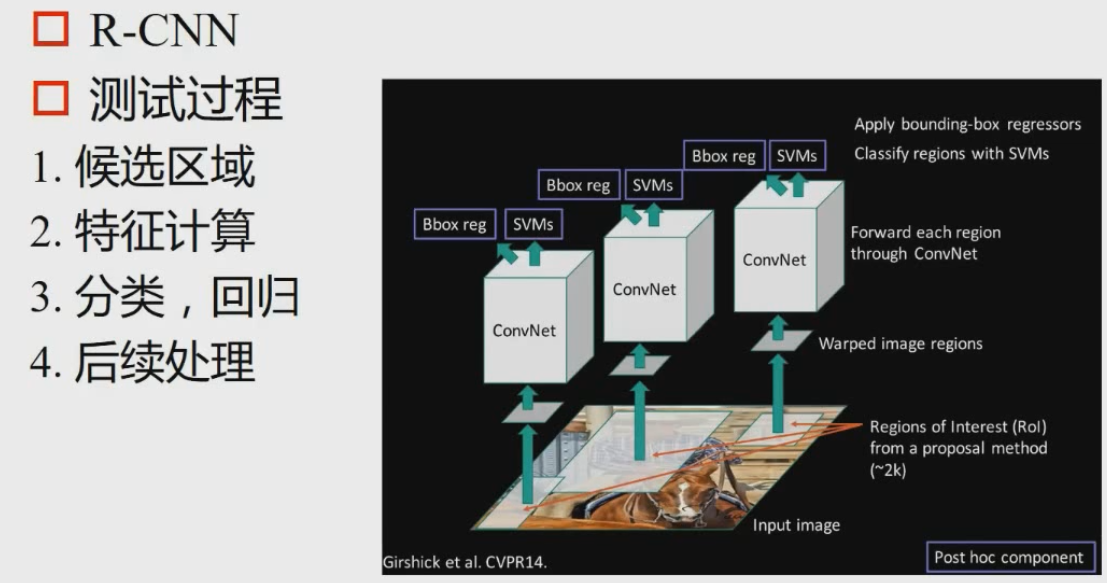 R-CNN
测试过程
1. 候选区域
2. 特征计算
3. 分类，回归
4. 后续处理
Apply bounding-box regressors
Classify regions with SVMs
Bbox reg
SVMs
Bbox reg
SVMs
Bbox reg
SVMs
Forward each region
through ConvNet
ConvNet
ConvNet
ConvNet
Warped image regions
Regions of Interest (RoI)
from a proposal method
(~2k)
Input image
Girshick et al. CVPR14.
Post hoc component